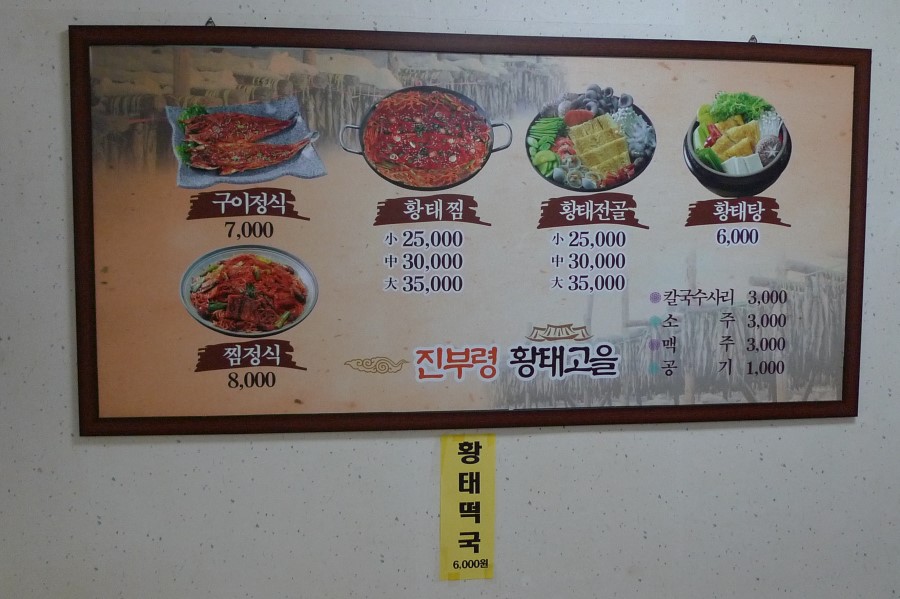 구이정식
7,000
황태찜
小 25,000
中 30,000
大 35,000
황태전골
小 25,000
中 30,000
大 35,000
황태탕
6,000
찜정식
8,000
칼국수사리 3,000
소 주 3,000
맥 주 3,000
공 기 1,000
진부령 황태고을
황
태
떡
국
6.000원